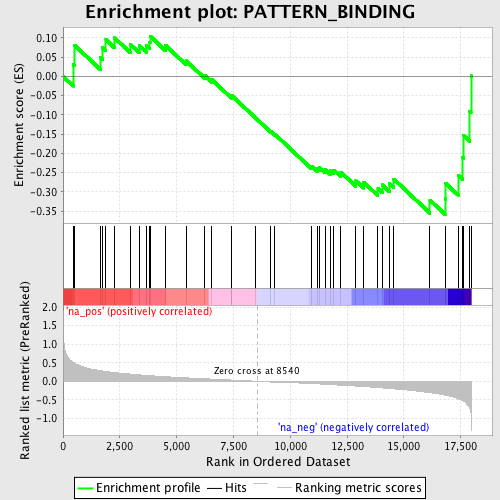 Enrichment plot: PATTERN_BINDING
Enrichment score (ES)
0.10
0.05
0.00
-0.05
-0.10
-0.15
-0.20
-0.25
-0.30
-0.35
'na_pos' (positively correlated)
Ranked list metric (PreRanked)
2.0
1.5
1.0
0.5
0.0
-0.5
-1.0
Zero cross at 8540
'na_neg' (negatively correlated)
0
2,500
5,000
7,500
10,000
12,500
15,000
17,500
Rank in Ordered Dataset
Enrichment profile
Hits
Ranking metric scores